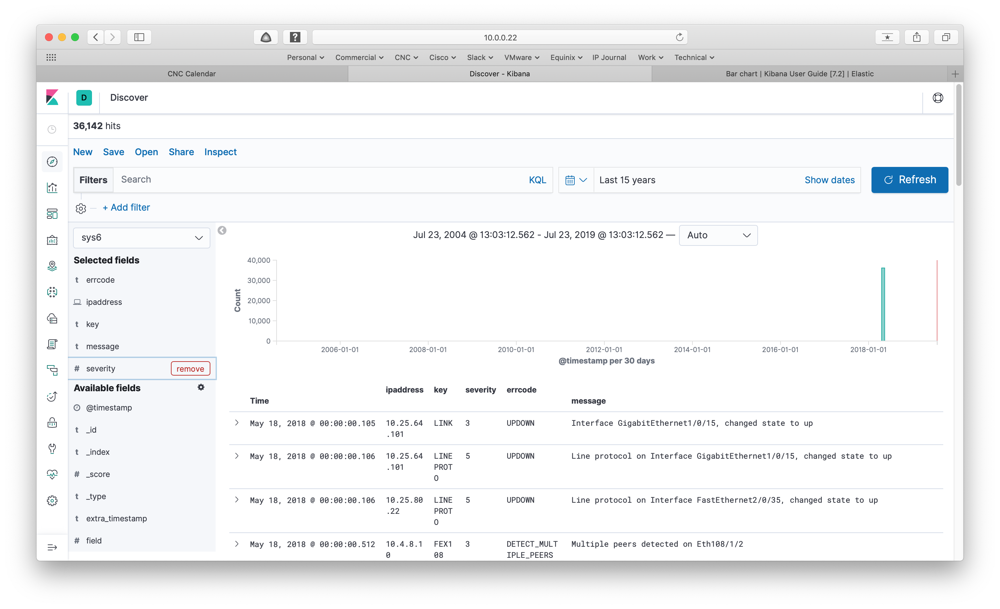 10.0.0.22
Personal Commercial CNC Cisco Slack VMware Equinix IP Journal Work Technical
CNC Calendar
Discover - Kibana
Bar chart | Kibana User Guide [7.2] | Elastic
D
Discover
36,142 hits
New Save Open Share Inspect
Filters
Search
KQL
Last 15 years
Show dates
Refresh
+ Add filter
sys6
Jul 23, 2004 @ 13:03:12.562 - Jul 23, 2019 @ 13:03:12.562 —
Auto
Selected fields
t errcode
ipaddress
t key
t message
# severity
remove
Available fields
@timestamp
t _id
t _index
# _score
t _type
t extra_timestamp
# field
Count
40,000
30,000
20,000
10,000
0
2006-01-01 2008-01-01 2010-01-01 2012-01-01 2014-01-01 2016-01-01 2018-01-01
@timestamp per 30 days
Time ipaddress key severity errcode message
May 18, 2018 @ 00:00:00.105 10.25.64 LINK 3 UPDOWN Interface GigabitEthernet1/0/15, changed state to up
.101
May 18, 2018 @ 00:00:00.106 10.25.64 LINE 5 UPDOWN Line protocol on Interface GigabitEthernet1/0/15, changed state to up
.101 PROT
O
May 18, 2018 @ 00:00:00.106 10.25.80 LINE 5 UPDOWN Line protocol on Interface FastEthernet2/0/35, changed state to up
.22 PROT
O
May 18, 2018 @ 00:00:00.512 10.4.8.1 FEX1 3 DETECT_MULT Multiple peers detected on Eth108/1/2
0 08 IPLE_PEERS